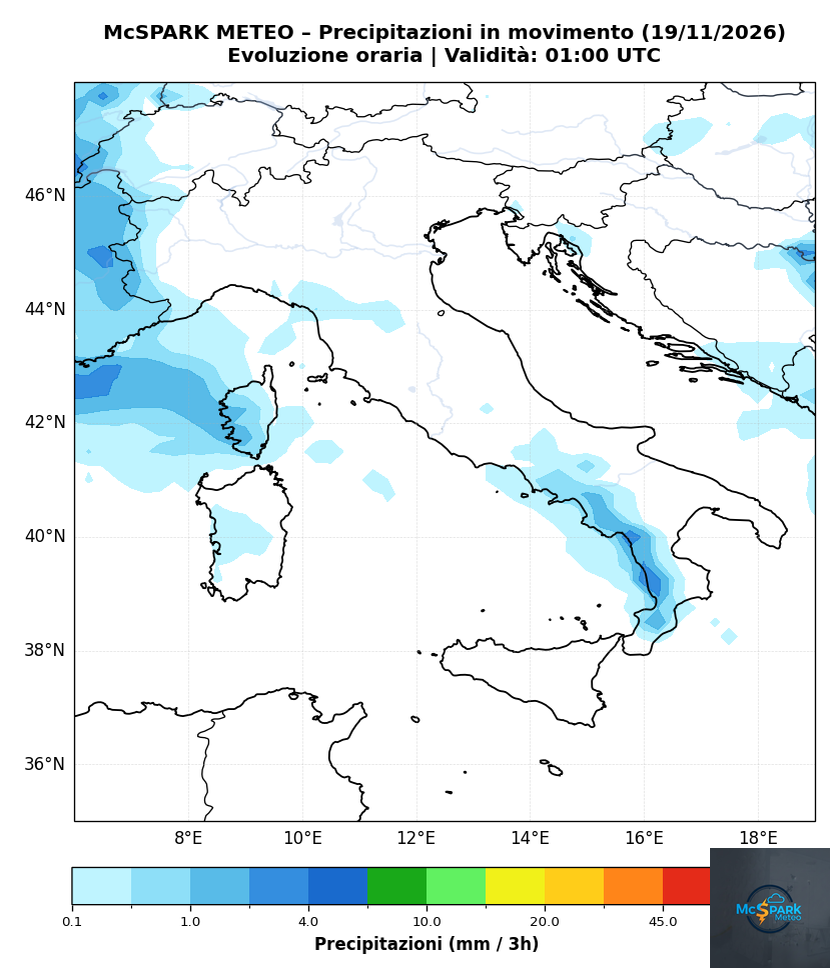 McSPARK METEO – Precipitazioni in movimento (19/11/2026)
Evoluzione oraria | Validità: 01:00 UTC
46°N
44°N
42°N
40°N
38°N
36°N
8°E 10°E 12°E 14°E 16°E 18°E
0.1 1.0 4.0 10.0 20.0 45.0
Precipitazioni (mm / 3h)
McSPARK
Meteo